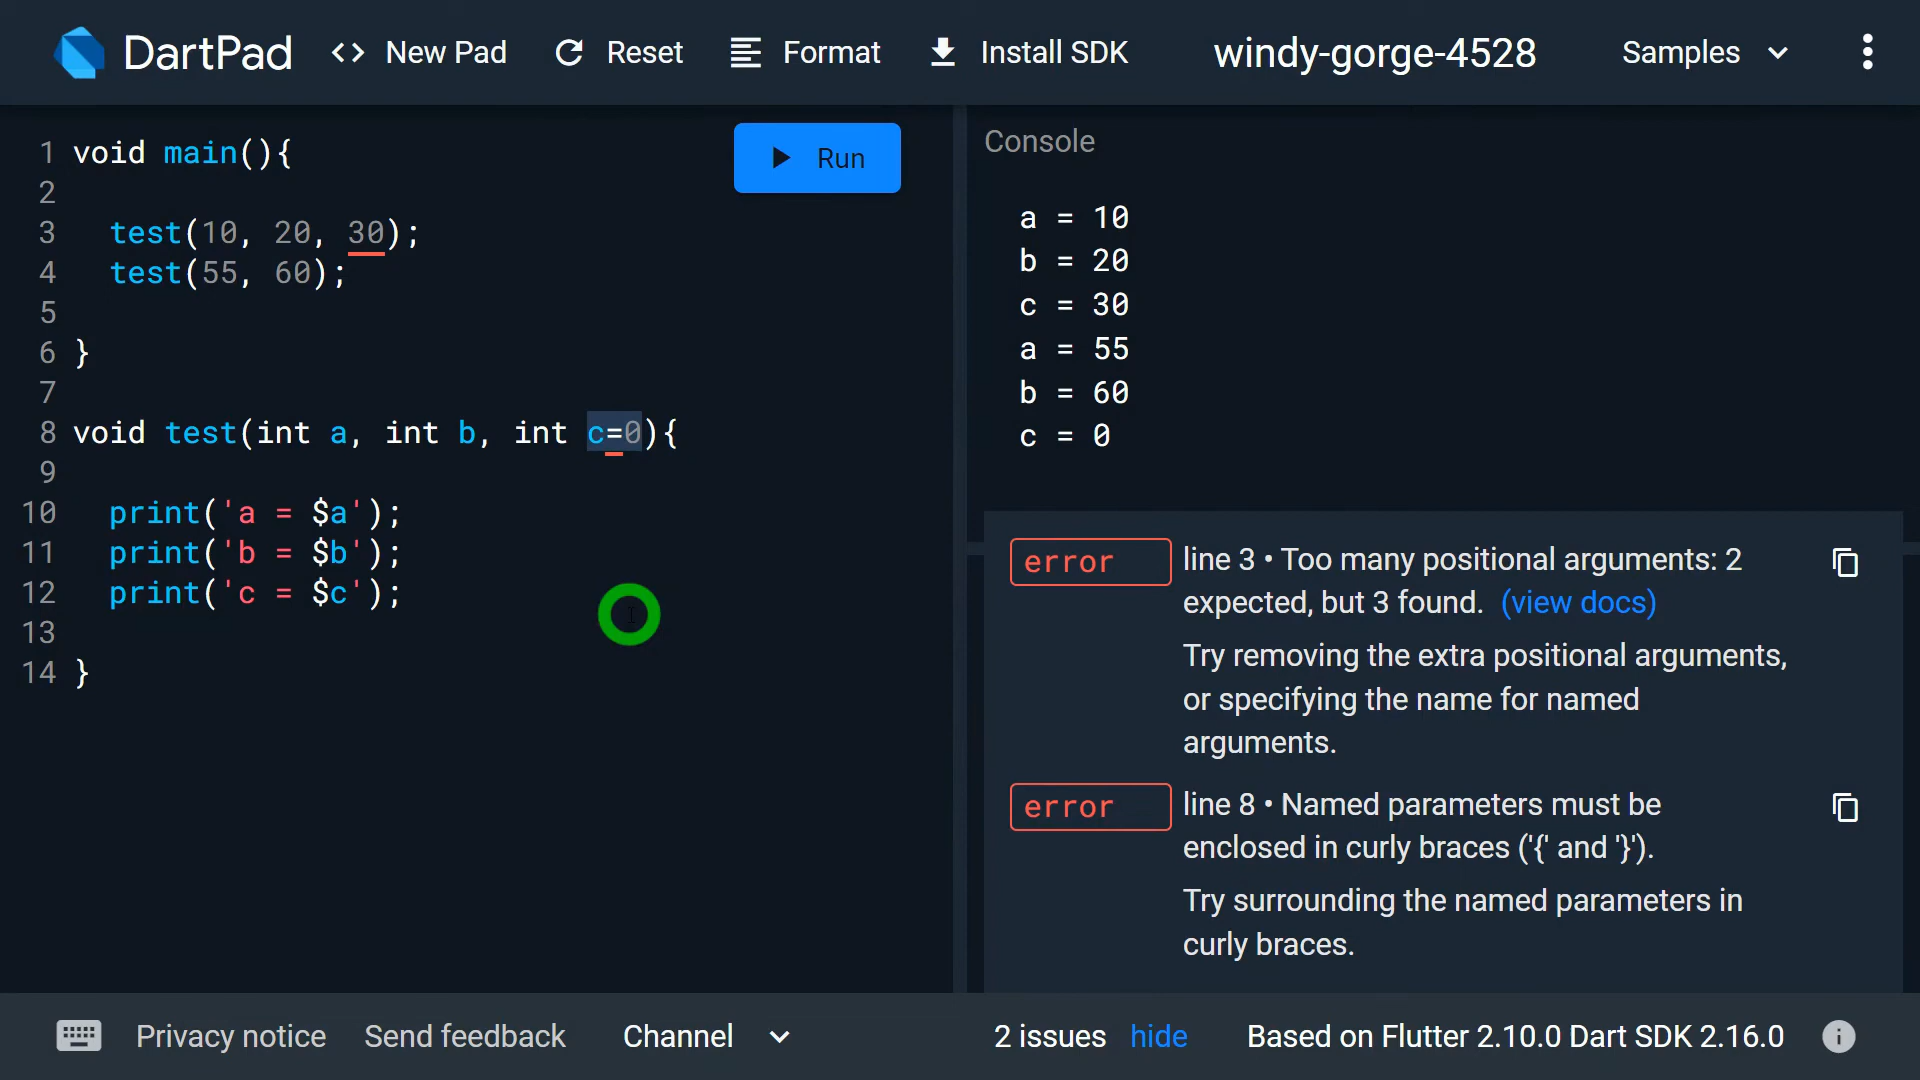 DartPad <> New Pad Reset Format Install SDK windy-gorge-4528 Samples
1 void main(){
2
3 test(10, 20, 30);
4 test(55, 60);
5
6 }
7
8 void test(int a, int b, int c=0){
9
10 print('a = $a');
11 print('b = $b');
12 print('c = $c');
13
14 }
Run
Console
a = 10
b = 20
c = 30
a = 55
b = 60
c = 0
error line 3 • Too many positional arguments: 2
expected, but 3 found. (view docs)
Try removing the extra positional arguments,
or specifying the name for named
arguments.
error line 8 • Named parameters must be
enclosed in curly braces ('{' and '}').
Try surrounding the named parameters in
curly braces.
Privacy notice Send feedback Channel 2 issues hide Based on Flutter 2.10.0 Dart SDK 2.16.0 i